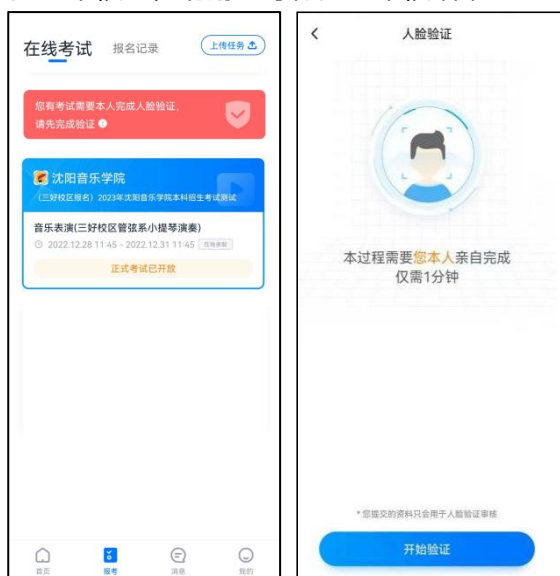 在线考试
报名记录
上传任务
您有考试需要本人完成人脸验证,
请先完成验证
沈阳音乐学院
(三好校区报名) 2023年沈阳音乐学院本科招生考试测试
音乐表演(三好校区管弦系小提琴演奏)
2022.12.28 11:45 - 2022.12.31 11:45
正式考试已开放
首页
报考
消息
我的
人脸验证
本过程需要您本人亲自完成
仅需1分钟
*您提交的资料只会用于人脸验证审核
开始验证